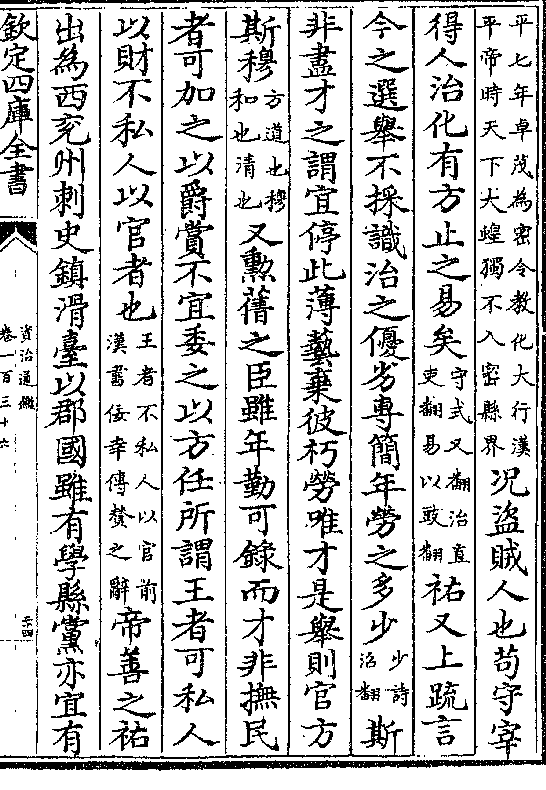 平七年卓茂為密令教化大行漢
平帝時天下大蝗獨不入密縣界
况盜賊人也苟守宰
得人治化有方止之易矣
守式又翻治直
吏翻易以豉翻
祐又上疏言
今之選舉不採識治之優劣專簡年勞之多少
少詩
沼翻
斯
非盡才之謂宜停此薄藝棄彼朽勞唯才是舉則官方
斯穆
方道也穆
和也清也
又勲舊之臣雖年勤可錄而才非撫民
者可加之以爵賞不宜委之以方任所謂王者可私人
以財不私人以官者也
王者不私人以官前
漢書佞幸傳贊之辭
帝善之祐
出為西兖州刺史鎮滑臺以郡國雖有學縣黨亦宜有
欽定四庫全書
資治通鑑
卷一百三十六
二十四